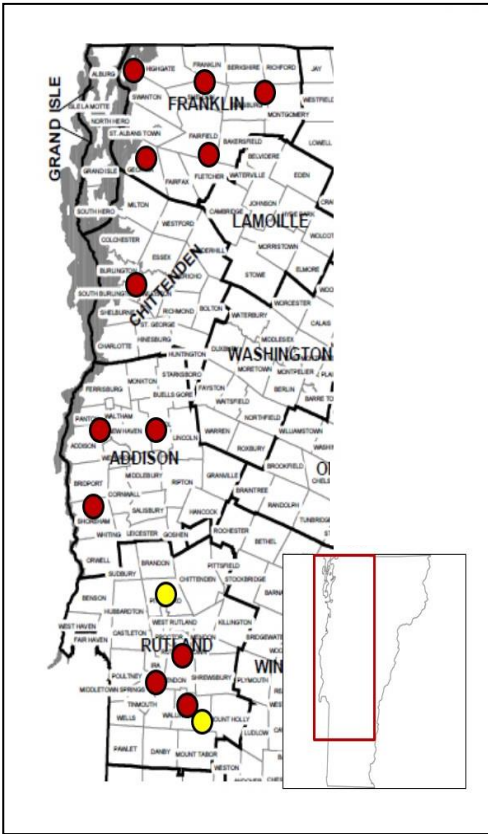 ALBURG
HIGHGATE
FRANKLIN
BERKSHIRE
RICHFORD
JAY
GRAND ISLE
ISLE LA MOTTE
SWANTON
FRANKLIN
WESTFIELD
NORTH HERO
MONTGOMERY
ST. ALBANS TOWN
FAIRFIELD
BAKERSFIELD
LOWELL
BELVIDERE
GRAND ISLE
FAIRFAX
FLETCHER
WATERVILLE
EDEN
SOUTH HERO
MILTON
CAMBRIDGE
JOHNSON
HYDE PARK
WESTFORD
LAMOILLE
COLCHESTER
MORRISTOWN
ESSEX
BURLINGTON
CHITTENDEN
STOWE
ELMORE
SOUTH BURLINGTON
SHELBURNE
RICHMOND
BOLTON
WATERBURY
WORCESTER
ST. GEORGE
CALAIS
CHARLOTTE
HINESBURG
MIDDLESEX
HUNTINGTON
WASHINGTON
STARKSBORO
MORETOWN
MONTPELIER
FERRISBURG
MONKTON
BUELLS GORE
FAYSTON
BERLIN
WAITSFIELD
PANTON
WALTHAM
NORTHFIELD
ADDISON
NEW HAVEN
LINCOLN
WARREN
WILLIAMSTOWN
ADDISON
ROXBURY
BRIDPORT
MIDDLEBURY
BROOKFIELD
CORNWALL
RIPTON
GRANVILLE
BRAINTREE
SHOREHAM
SALISBURY
HANCOCK
RANDOLPH
WHITING
LEICESTER
GOSHEN
ROCHESTER
BETHEL
ORWELL
SUDBURY
BRANDON
PITTSFIELD
CHITTENDEN
STOCKBRIDGE
BENSON
HUBBARDTON
WEST HAVEN
WEST RUTLAND
KILLINGTON
FAIR HAVEN
CASTLETON
PROCTOR
RUTLAND
IRA
POULTNEY
SHREWSBURY
PLYMOUTH
MIDDLETOWN SPRINGS
TINMOUTH
WELLS
MOUNT HOLLY
LUDLOW
PAWLET
DANBY
MOUNT TABOR
WESTON